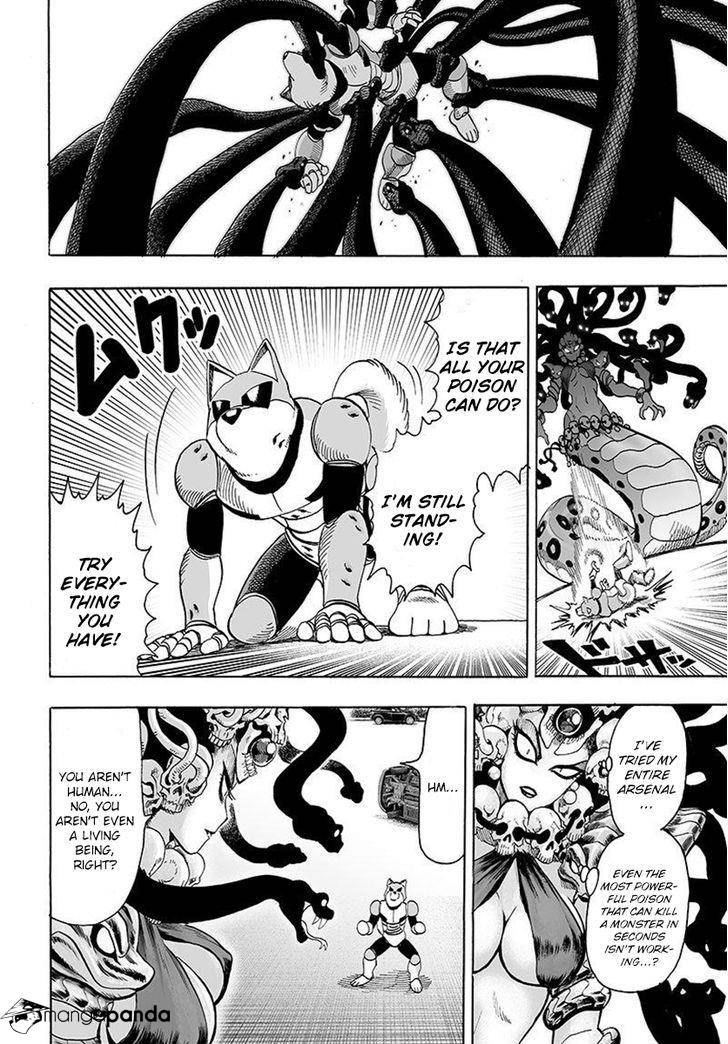 ドサッ
ムクッ
IS THAT
ALL YOUR
POISON
CAN DO?
I'M STILL
STAND-
ING!
TRY
EVERY-
THING
YOU
HAVE!
I'VE
TRIED MY
ENTIRE
ARSENAL
...
EVEN THE
MOST POWER-
FUL POISON
THAT CAN KILL
A MONSTER IN
SECONDS
ISN'T WORK-
ING...?
HM...
YOU AREN'T
HUMAN...
NO, YOU
AREN'T EVEN
A LIVING
BEING,
RIGHT?
mangapanda